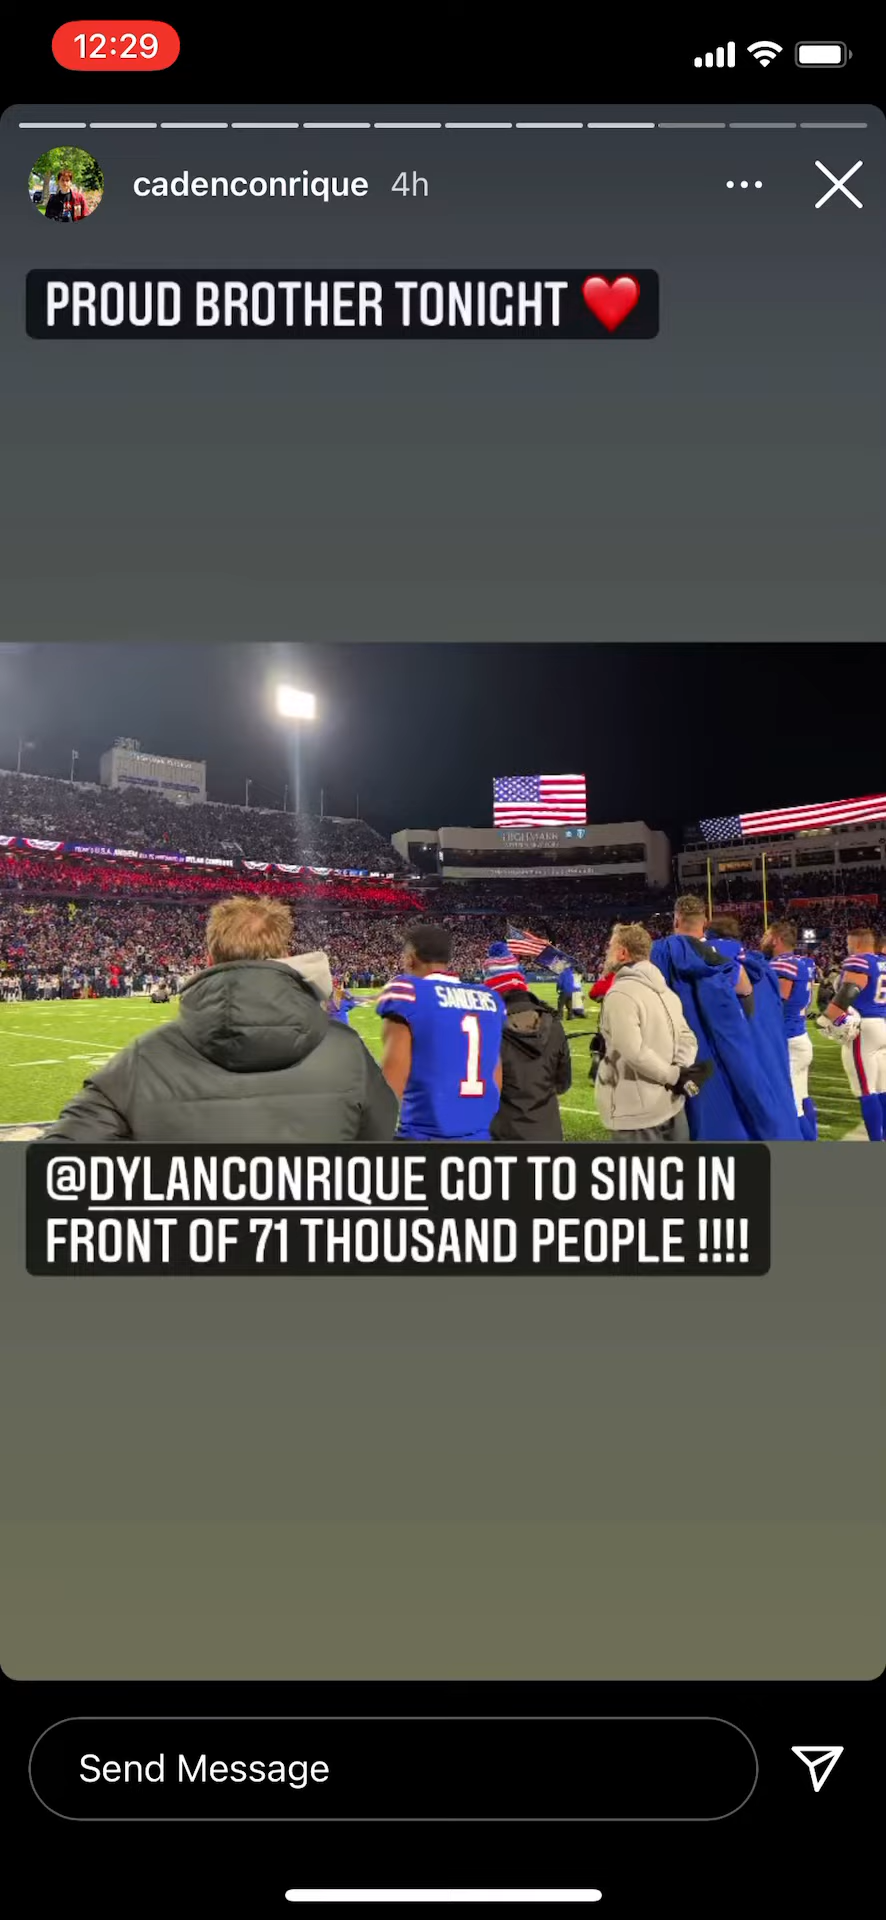 12:29
cadenconrique 4h
PROUD BROTHER TONIGHT ❤️
HIGHMARK
SANDERS
1
@DYLANCONRIQUE GOT TO SING IN
FRONT OF 71 THOUSAND PEOPLE !!!!
Send Message